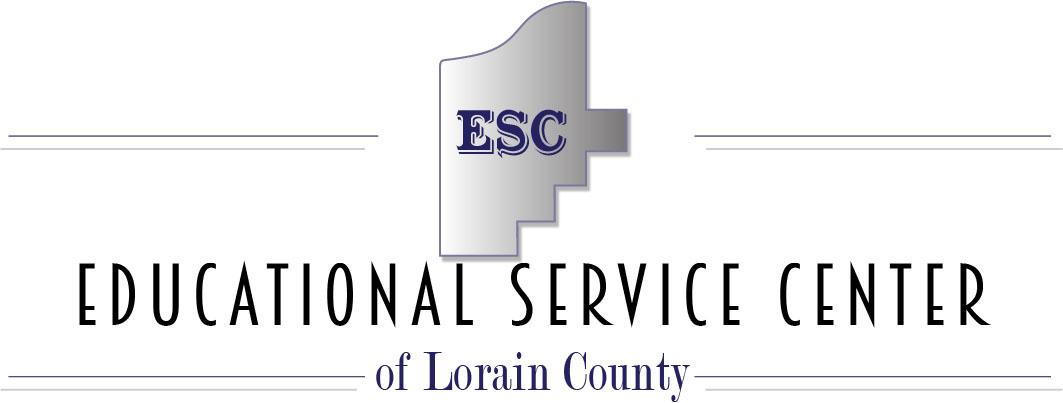 ESC
EDUCATIONAL SERVICE CENTER
of Lorain County